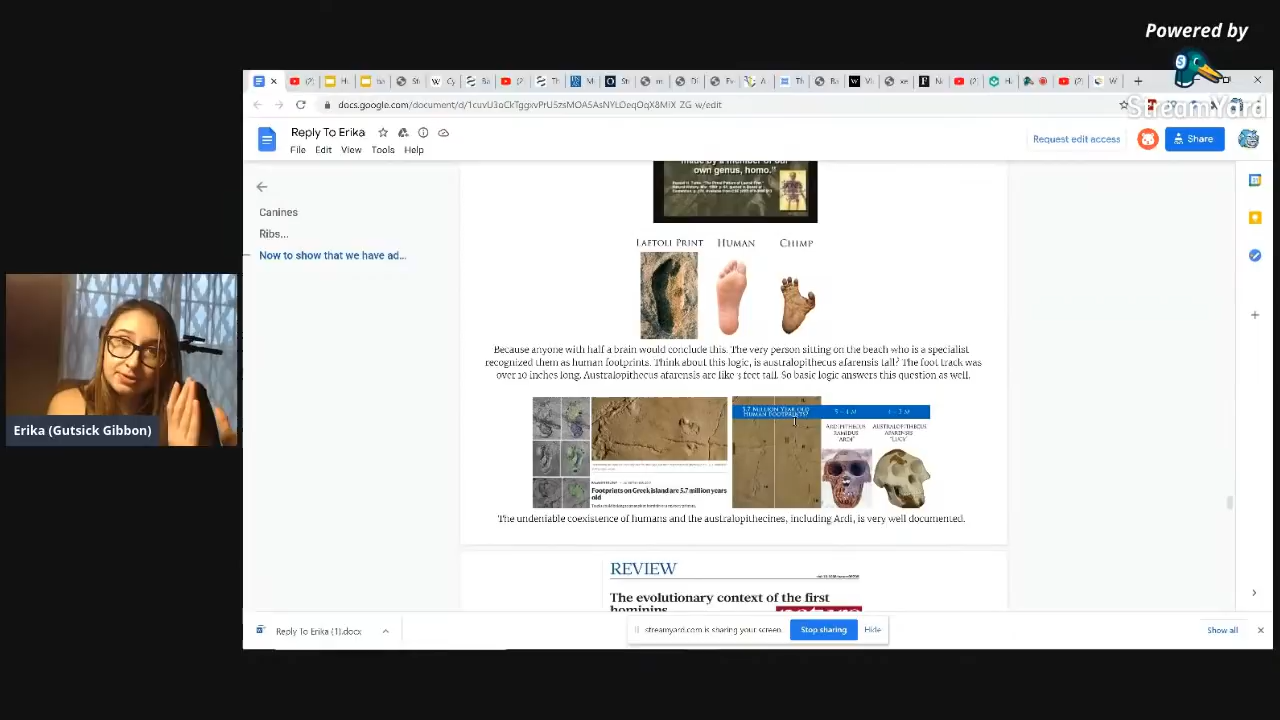 Powered by
StreamYard
docs.google.com/document/d/
Reply To Erika
Request edit access
Share
File Edit View Tools Help
made by a member of our
own genus, homo."
Canines
Ribs...
Now to show that we have ad...
LAETOLI PRINT HUMAN CHIMP
Because anyone with half a brain would conclude this. The very person sitting on the beach who is a specialist
recognized them as human footprints. Think about this logic, is australopithecus afarensis tall? The foot track was
over 10 inches long. Australopithecus afarensis are like 3 feet tall. So basic logic answers this question as well.
5.7 MILLION YEAR OLD
HUMAN FOOTPRINTS?
ARDIPITHECUS
RAMIDUS
"ARDI"
AUSTRALOPITHECUS
AFARENSIS
"LUCY"
Footprints on Greek island are 5.7 million years
old
The undeniable coexistence of humans and the australopithecines, including Ardi, is very well documented.
REVIEW
The evolutionary context of the first
hominins
Erika (Gutsick Gibbon)
Reply To Erika (1).docx
streamyard.com is sharing your screen.
Stop sharing
Hide
Show all